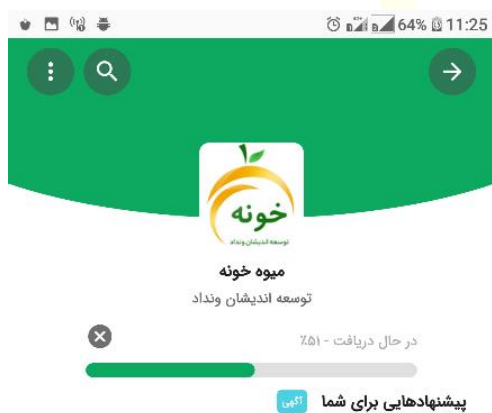 64% 11:25
خونه
توسعه اندیشان ونداد
میوه خونه
توسعه اندیشان ونداد
در حال دریافت - ۵۱٪
پیشنهادهایی برای شما آگهی